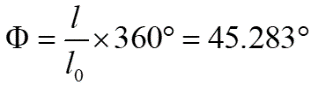 Φ = l / l₀ × 360° = 45.283°